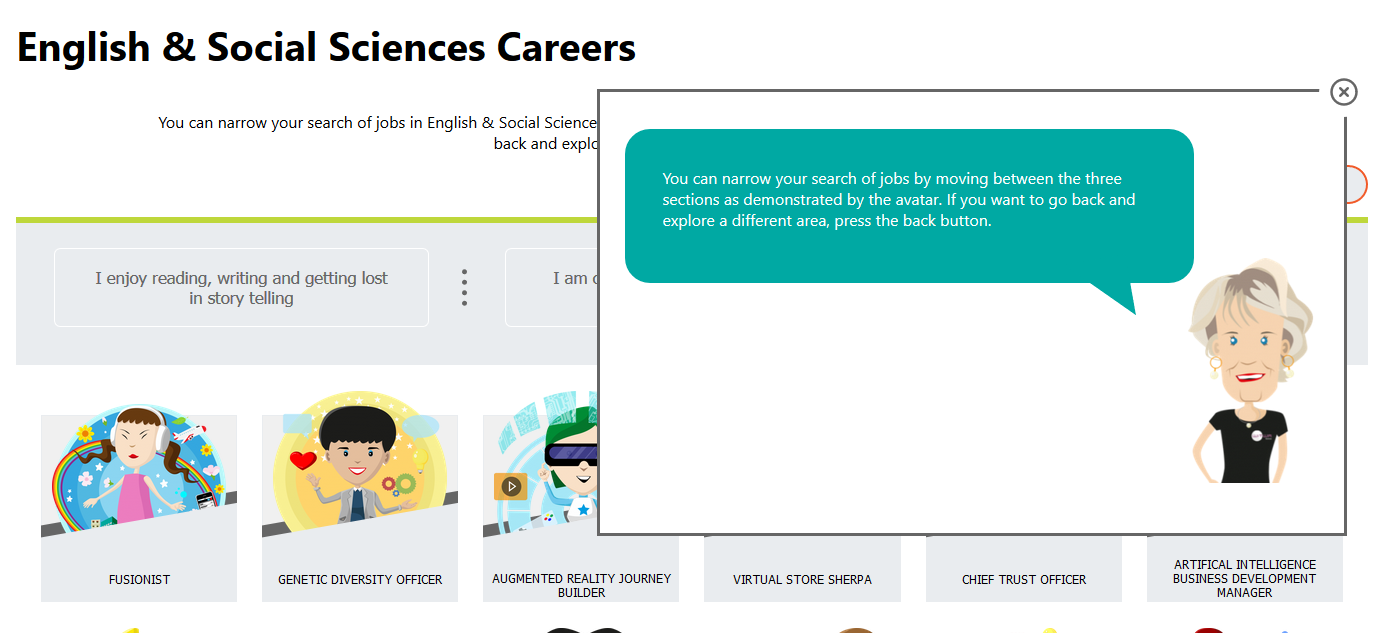 English & Social Sciences Careers
You can narrow your search of jobs in English & Social Science
back and explo
You can narrow your search of jobs by moving between the three
sections as demonstrated by the avatar. If you want to go back and
explore a different area, press the back button.
I enjoy reading, writing and getting lost
in story telling
I am
FUSIONIST
GENETIC DIVERSITY OFFICER
AUGMENTED REALITY JOURNEY
BUILDER
VIRTUAL STORE SHERPA
CHIEF TRUST OFFICER
ARTIFICAL INTELLIGENCE
BUSINESS DEVELOPMENT
MANAGER